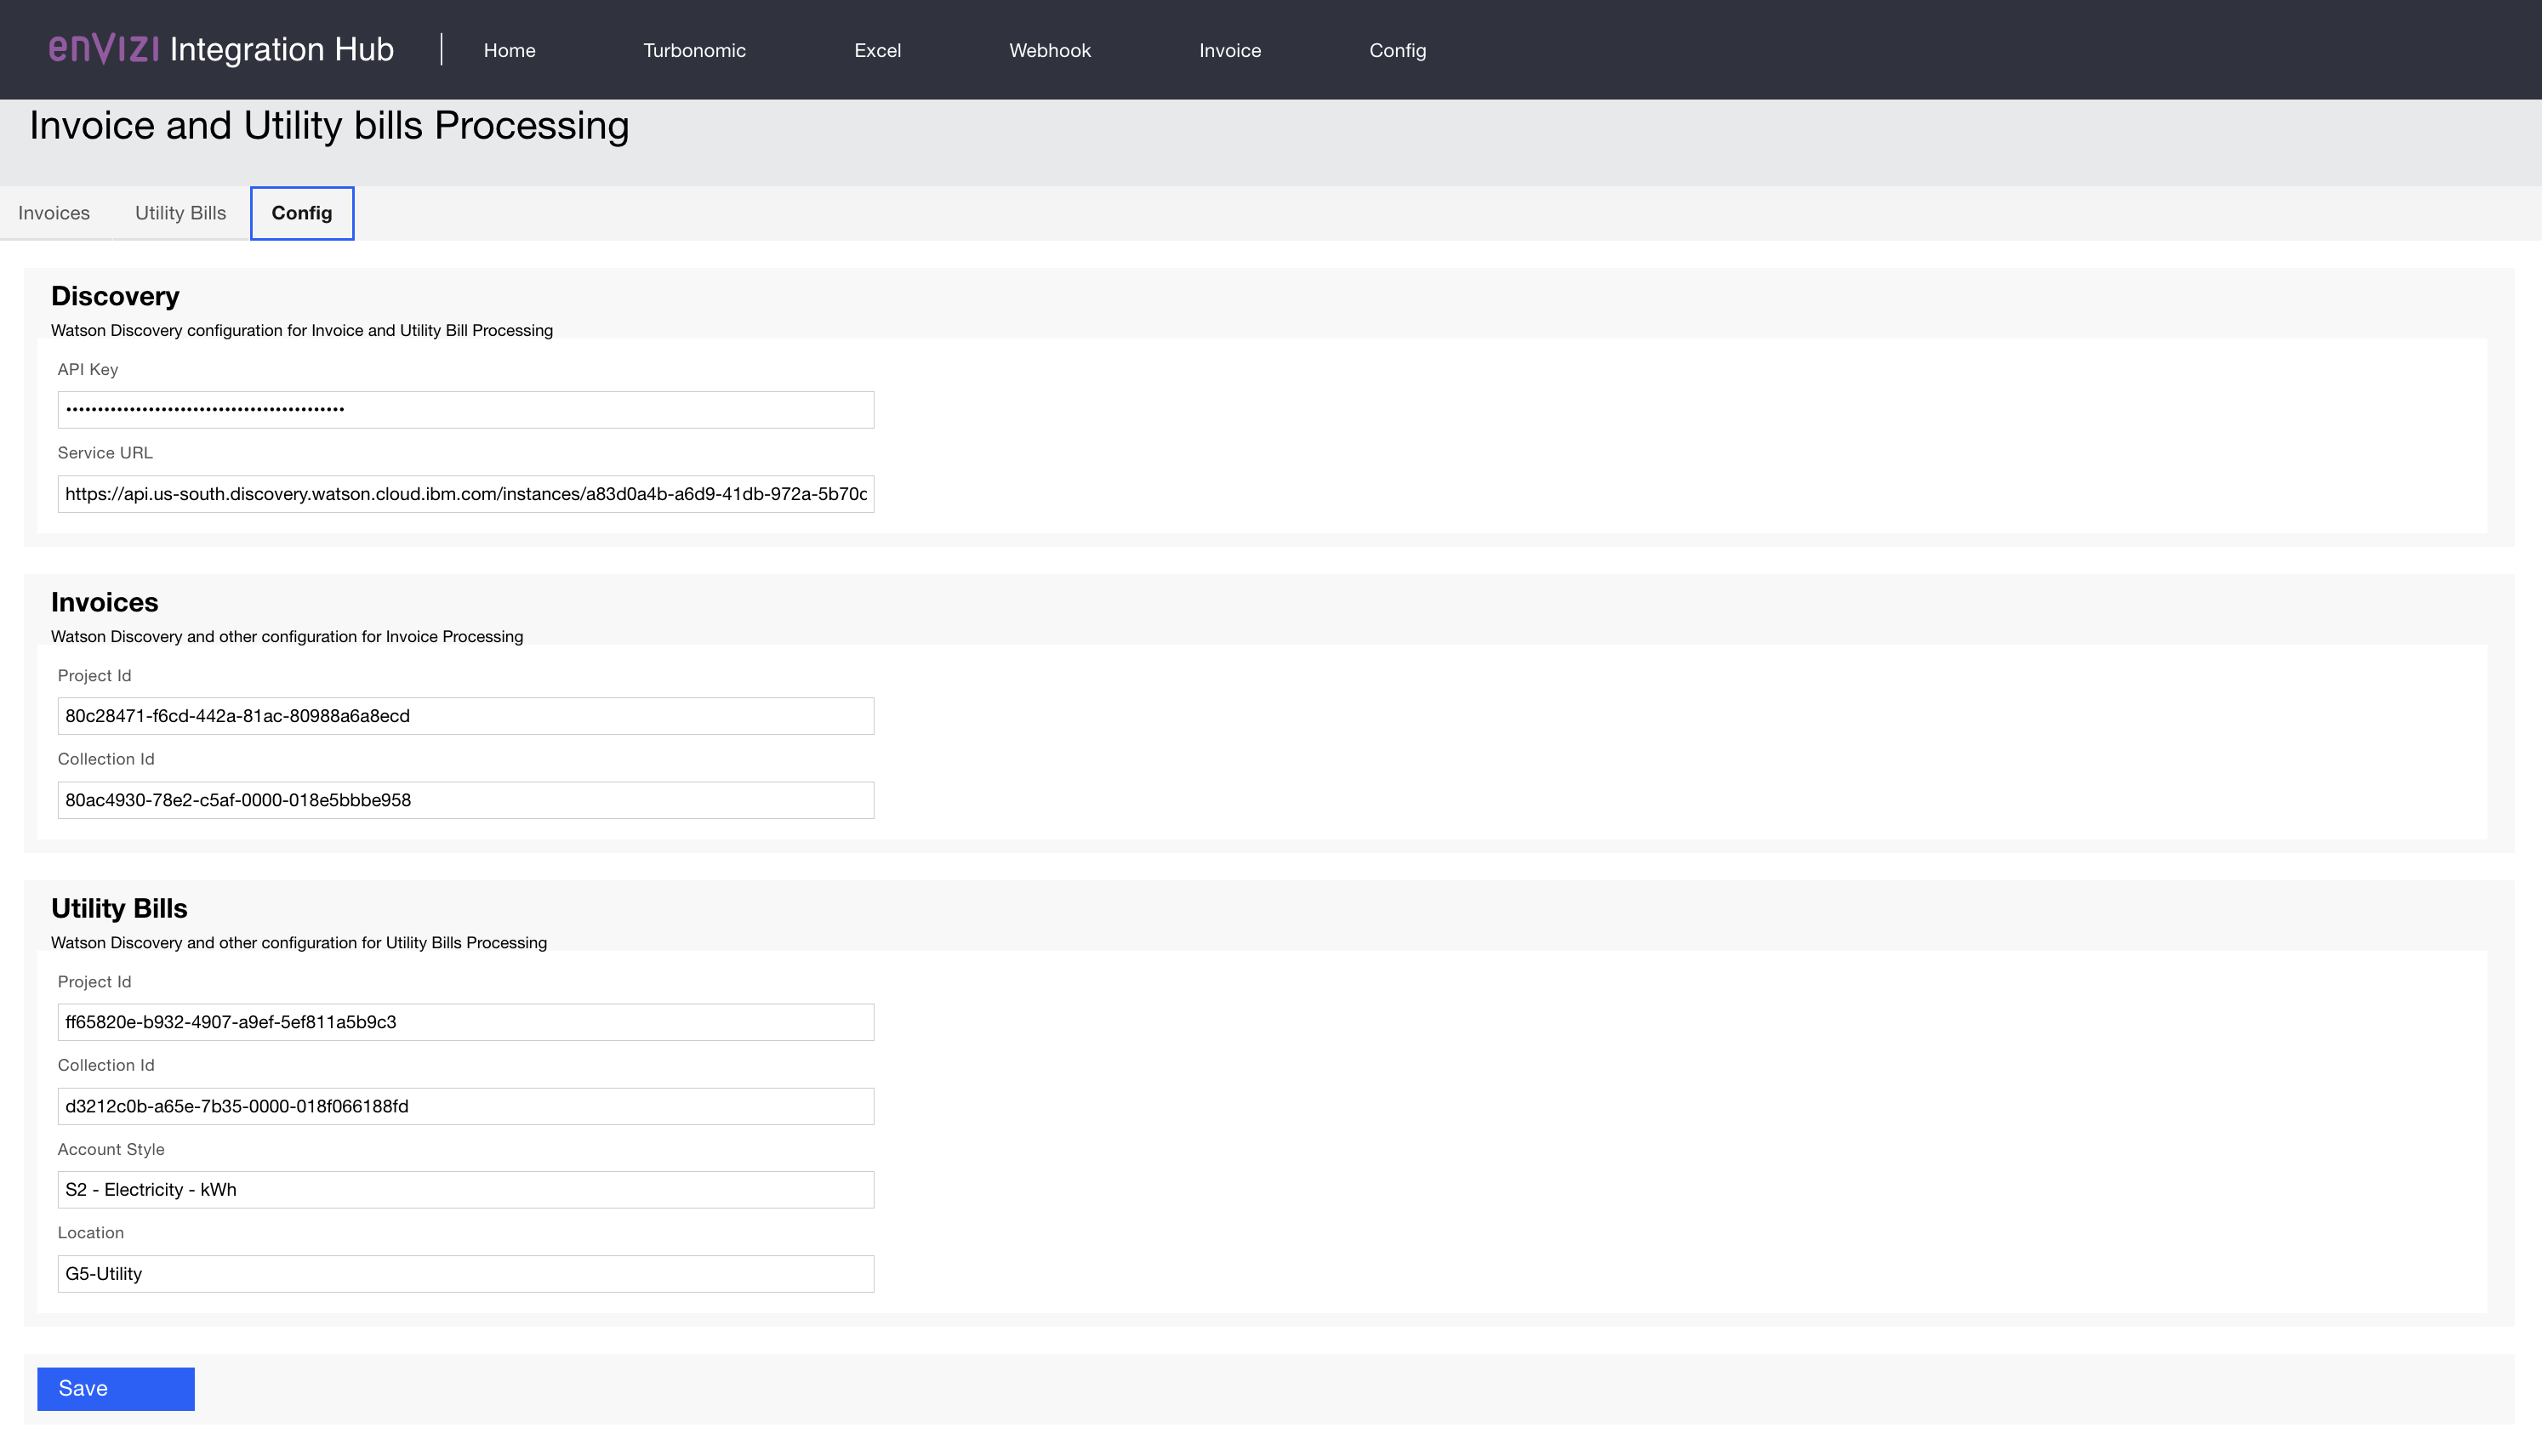 enVIZI Integration Hub
Home
Turbonomic
Excel
Webhook
Invoice
Config
Invoice and Utility bills Processing
Invoices
Utility Bills
Config
Discovery
Watson Discovery configuration for Invoice and Utility Bill Processing
API Key
••••••••••••••••••••••••••••••••••••••••••••
Service URL
https://api.us-south.discovery.watson.cloud.ibm.com/instances/a83d0a4b-a6d9-41db-972a-5b70c
Invoices
Watson Discovery and other configuration for Invoice Processing
Project Id
80c28471-f6cd-442a-81ac-80988a6a8ecd
Collection Id
80ac4930-78e2-c5af-0000-018e5bbbe958
Utility Bills
Watson Discovery and other configuration for Utility Bills Processing
Project Id
ff65820e-b932-4907-a9ef-5ef811a5b9c3
Collection Id
d3212c0b-a65e-7b35-0000-018f066188fd
Account Style
S2 - Electricity - kWh
Location
G5-Utility
Save